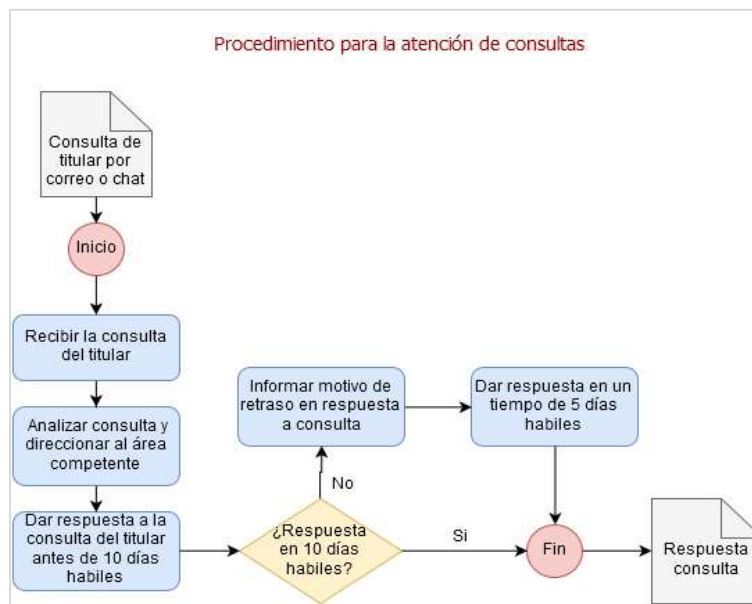 Procedimiento para la atención de consultas
Consulta de
titular por
correo o chat
Inicio
Recibir la consulta
del titular
Analizar consulta y
direccionar al área
competente
Dar respuesta a la
consulta del titular
antes de 10 días
habiles
¿Respuesta
en 10 días
habiles?
No
Informar motivo de
retraso en respuesta
a consulta
Dar respuesta en un
tiempo de 5 días
habiles
Si
Fin
Respuesta
consulta